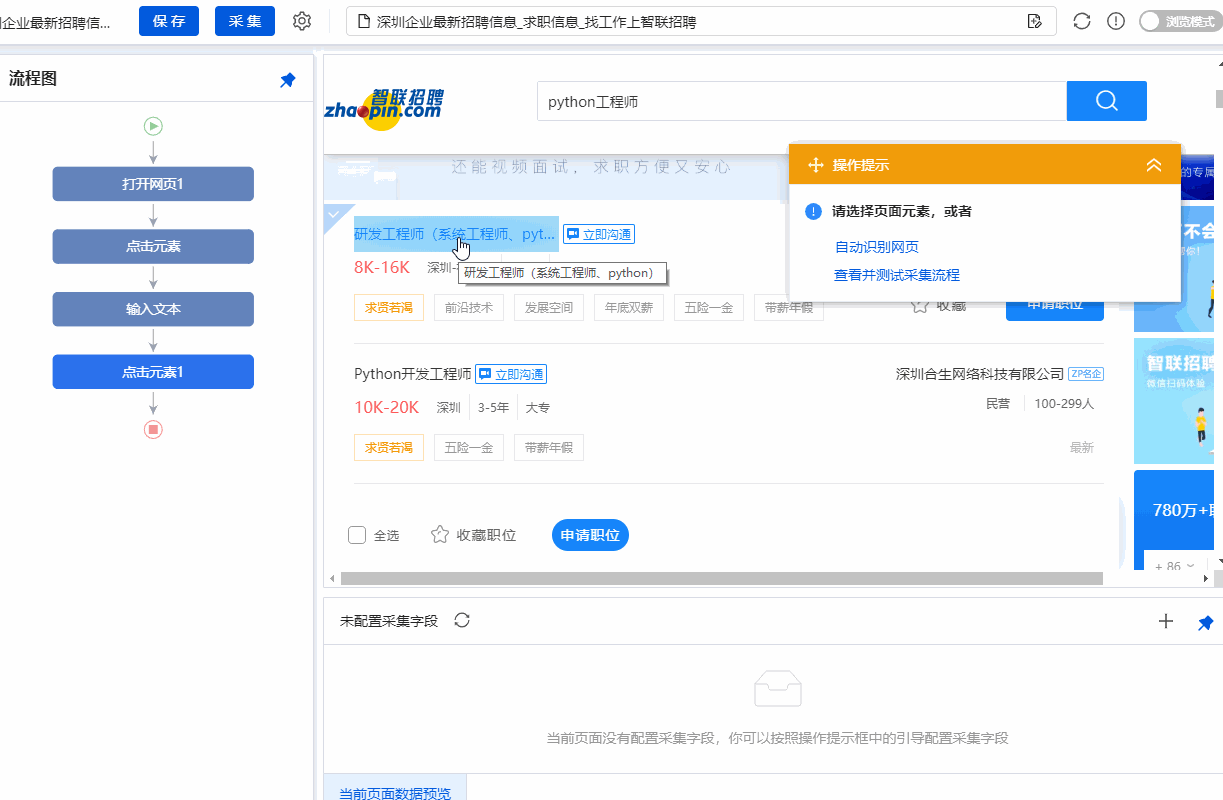 企业最新招聘信...
保 存
采 集
深圳企业最新招聘信息_求职信息_找工作上智联招聘
浏览模式
流程图
打开网页1
点击元素
输入文本
点击元素1
智联招聘
zhaopin.com
python工程师
还能视频面试，求职方便又安心
操作提示
请选择页面元素，或者
自动识别网页
查看并测试采集流程
的专属
研发工程师（系统工程师、pyt...
立即沟通
8K-16K
深圳-
研发工程师（系统工程师、python）
求贤若渴
前沿技术
发展空间
年底双薪
五险一金
带薪年假
收藏
申请职位
不会
智联招聘
微信扫码体验
Python开发工程师
立即沟通
深圳合生网络科技有限公司
ZP名企
10K-20K
深圳
3-5年
大专
民营
100-299人
求贤若渴
五险一金
带薪年假
最新
780万+
+ 86
全选
收藏职位
申请职位
未配置采集字段
当前页面没有配置采集字段，你可以按照操作提示框中的引导配置采集字段
当前页面数据预览